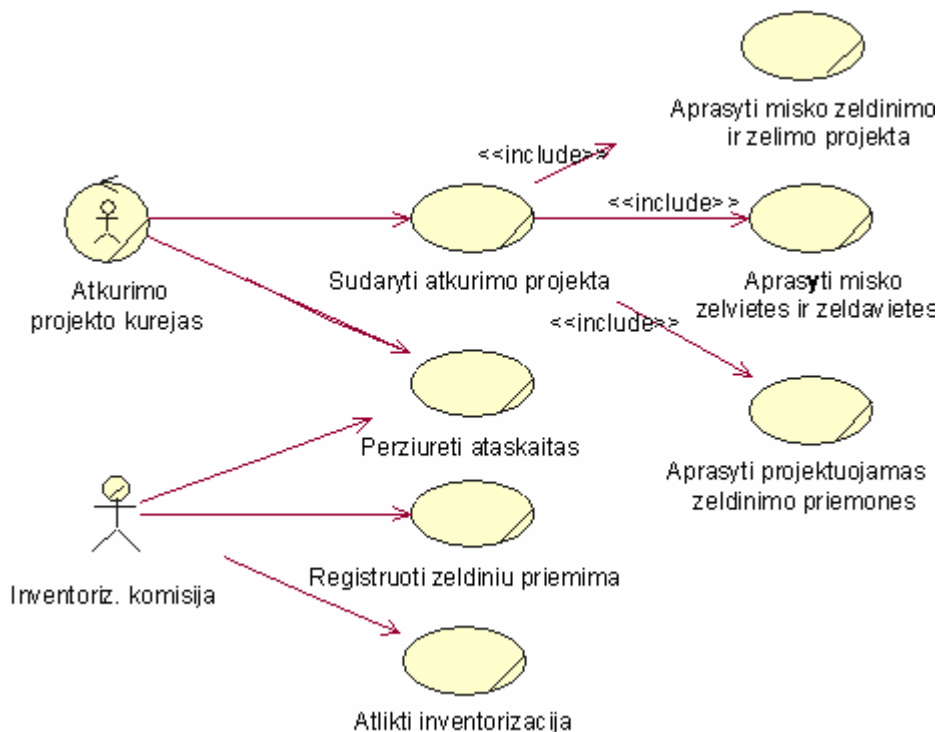 Aprasyti misko zeldinimo
ir zelimo projekta
<<include>>
<<include>>
Atkurimo
projekto kurejas
Sudaryti atkurimo projekta
Aprasyti misko
zelvietes ir zeldavietes
<<include>>
Perziureti ataskaitas
Aprasyti projektuojamas
zeldinimo priemones
Inventoriz. komisija
Registruoti zeldiniu priemima
Atlikti inventorizacija